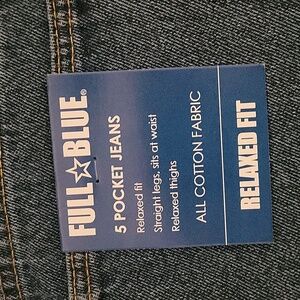 FULL☆BLUE®
5 POCKET JEANS
Relaxed fit
Straight legs, sits at waist
Relaxed thighs
ALL COTTON FABRIC
RELAXED FIT